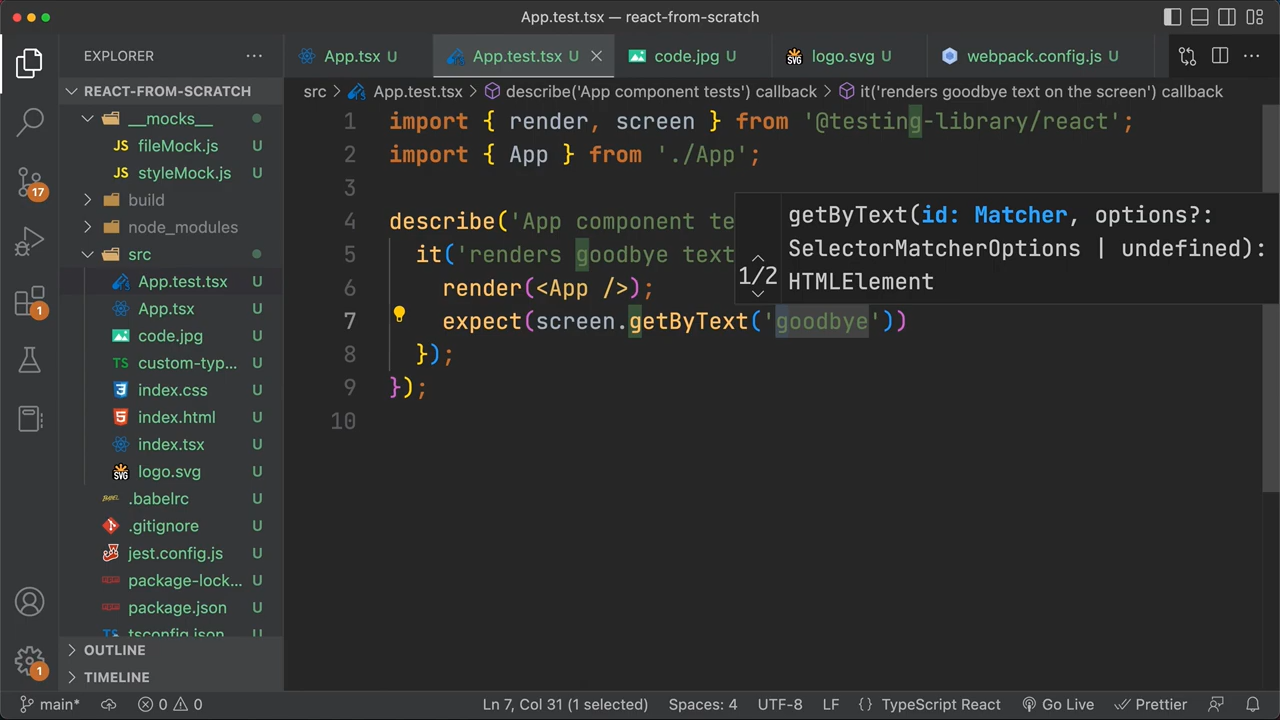 App.test.tsx — react-from-scratch
EXPLORER
App.tsx U
App.test.tsx U
code.jpg U
logo.svg U
webpack.config.js U
REACT-FROM-SCRATCH
src › App.test.tsx › describe('App component tests') callback › it('renders goodbye text on the screen') callback
__mocks__
JS fileMock.js U
JS styleMock.js U
build
node_modules
src
App.test.tsx U
App.tsx U
code.jpg U
TS custom-typ... U
index.css U
index.html U
index.tsx U
SVG logo.svg U
.babelrc U
.gitignore U
jest.config.js U
package-lock... U
package.json U
TS tsconfig.json U
OUTLINE
TIMELINE
17
1
1
1 import { render, screen } from '@testing-library/react';
2 import { App } from './App';
3
4 describe('App component te
5 it('renders goodbye text
6 render(<App />);
7 expect(screen.getByText('goodbye'))
8 });
9 });
10
getByText(id: Matcher, options?:
SelectorMatcherOptions | undefined):
1/2 HTMLElement
main* 0 0 Ln 7, Col 31 (1 selected) Spaces: 4 UTF-8 LF {} TypeScript React Go Live Prettier